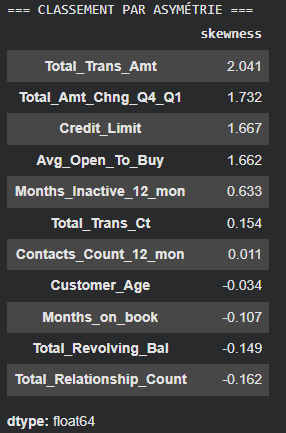 === CLASSEMENT PAR ASYMÉTRIE ===
skewness
Total_Trans_Amt 2.041
Total_Amt_Chng_Q4_Q1 1.732
Credit_Limit 1.667
Avg_Open_To_Buy 1.662
Months_Inactive_12_mon 0.633
Total_Trans_Ct 0.154
Contacts_Count_12_mon 0.011
Customer_Age -0.034
Months_on_book -0.107
Total_Revolving_Bal -0.149
Total_Relationship_Count -0.162
dtype: float64